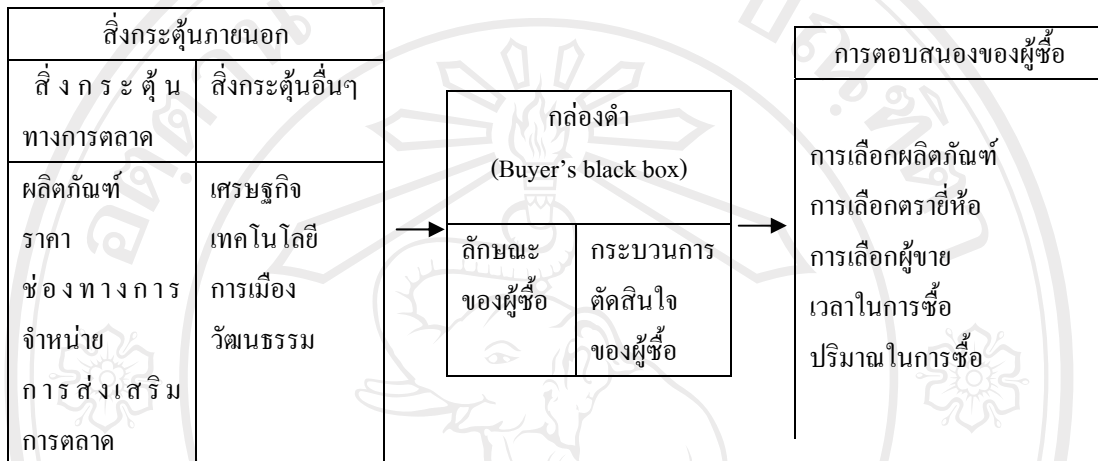 สิ่งกระตุ้นภายนอก
สิ่งกระตุ้น
ทางการตลาด
สิ่งกระตุ้นอื่นๆ
ผลิตภัณฑ์
ราคา
ช่องทางการ
จำหน่าย
การส่งเสริม
การตลาด
เศรษฐกิจ
เทคโนโลยี
การเมือง
วัฒนธรรม
กล่องดำ
(Buyer's black box)
ลักษณะ
ของผู้ซื้อ
กระบวนการ
ตัดสินใจ
ของผู้ซื้อ
การตอบสนองของผู้ซื้อ
การเลือกผลิตภัณฑ์
การเลือกตรายี่ห้อ
การเลือกผู้ขาย
เวลาในการซื้อ
ปริมาณในการซื้อ